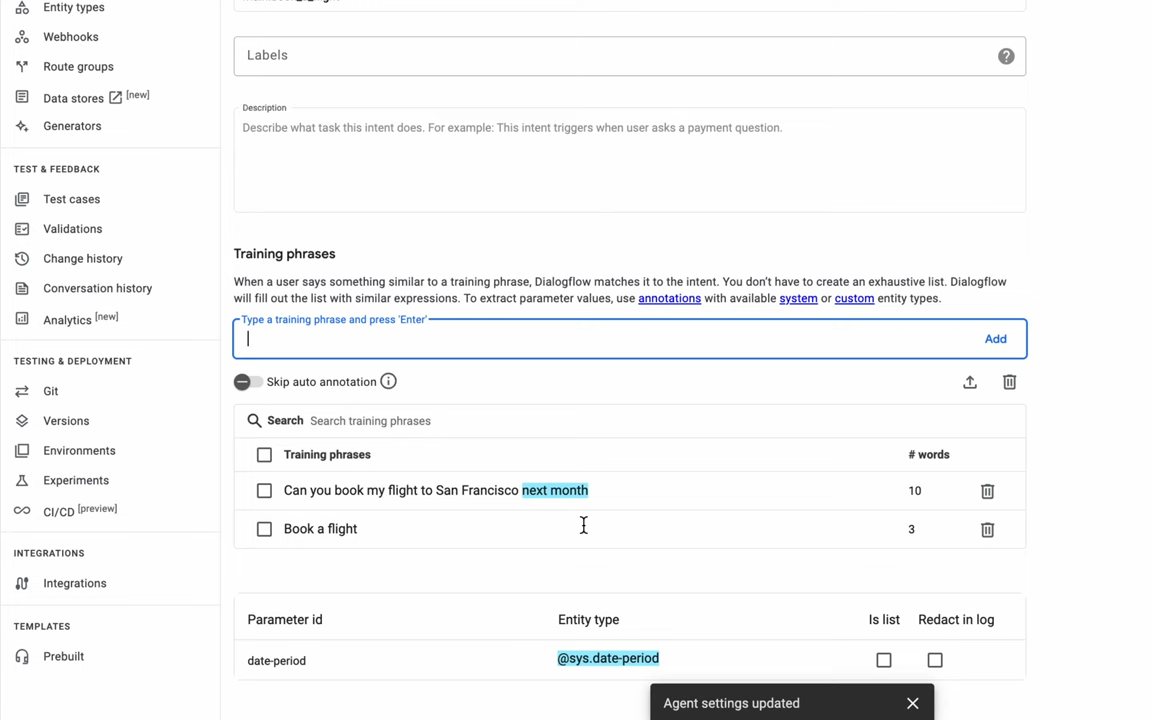 Entity types
Webhooks
Route groups
Data stores [new]
Generators
TEST & FEEDBACK
Test cases
Validations
Change history
Conversation history
Analytics [new]
TESTING & DEPLOYMENT
Git
Versions
Environments
Experiments
CI/CD [preview]
INTEGRATIONS
Integrations
TEMPLATES
Prebuilt
Labels
Description
Describe what task this intent does. For example: This intent triggers when user asks a payment question.
Training phrases
When a user says something similar to a training phrase, Dialogflow matches it to the intent. You don't have to create an exhaustive list. Dialogflow
will fill out the list with similar expressions. To extract parameter values, use annotations with available system or custom entity types.
Type a training phrase and press 'Enter'
Add
Skip auto annotation
Search Search training phrases
Training phrases # words
Can you book my flight to San Francisco next month 10
Book a flight 3
Parameter id Entity type Is list Redact in log
date-period @sys.date-period
Agent settings updated